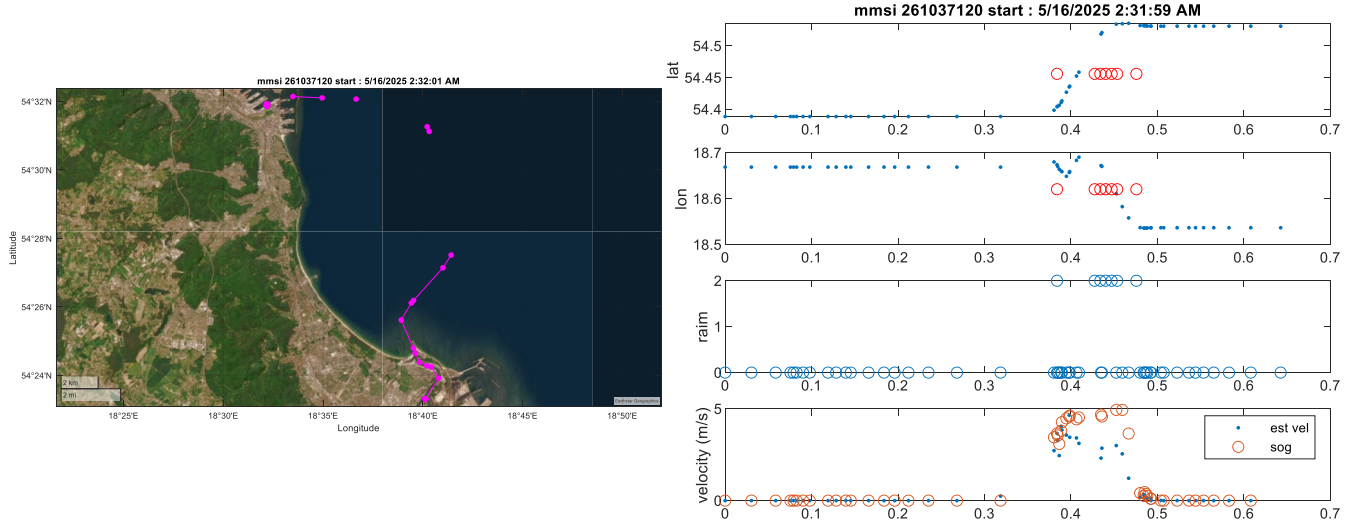 mmsi 261037120 start : 5/16/2025 2:32:01 AM
54°32'N
54°30'N
54°28'N
54°26'N
54°24'N
Latitude
2 km
2 mi
Earthstar Geographics
18°25'E
18°30'E
18°35'E
18°40'E
18°45'E
18°50'E
Longitude
mmsi 261037120 start : 5/16/2025 2:31:59 AM
lat
54.5
54.45
54.4
0 0.1 0.2 0.3 0.4 0.5 0.6 0.7
lon
18.7
18.6
18.5
0 0.1 0.2 0.3 0.4 0.5 0.6 0.7
raim
2
1
0
0 0.1 0.2 0.3 0.4 0.5 0.6 0.7
velocity (m/s)
5
0
est vel
sog
0 0.1 0.2 0.3 0.4 0.5 0.6 0.7